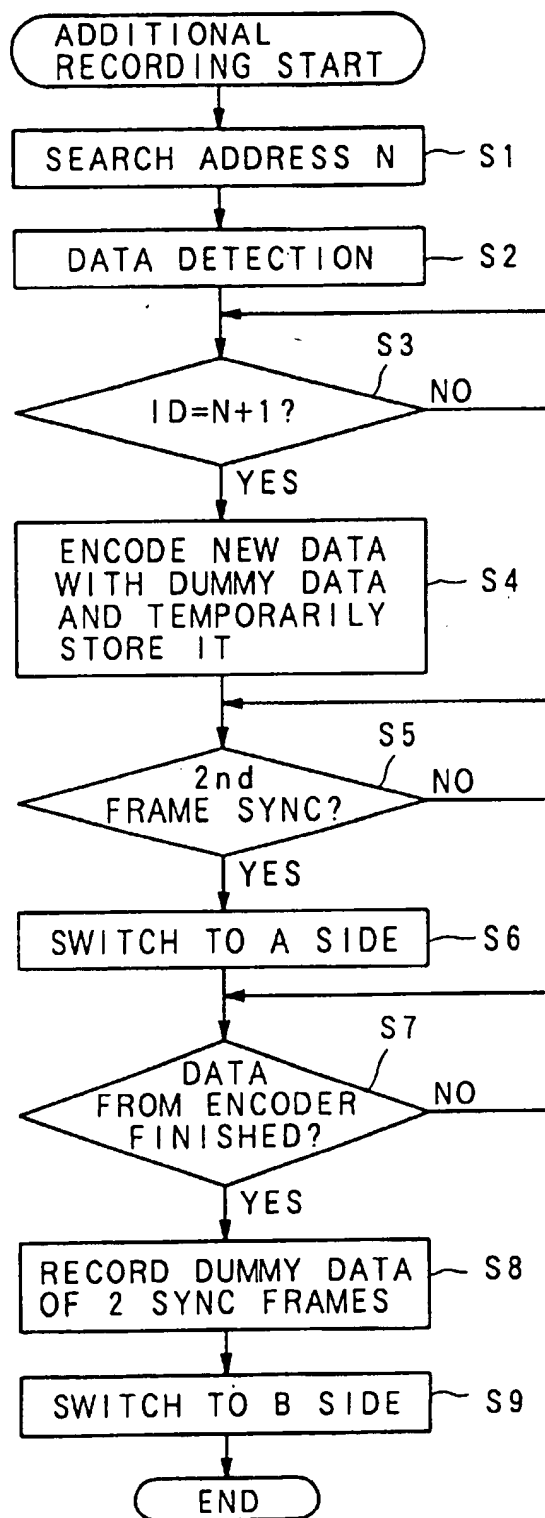 ADDITIONAL
RECORDING START
SEARCH ADDRESS N
S1
DATA DETECTION
S2
S3
ID=N+1?
NO
YES
ENCODE NEW DATA
WITH DUMMY DATA
AND TEMPORARILY
STORE IT
S4
S5
2nd
FRAME SYNC?
NO
YES
SWITCH TO A SIDE
S6
S7
DATA
FROM ENCODER
FINISHED?
NO
YES
RECORD DUMMY DATA
OF 2 SYNC FRAMES
S8
SWITCH TO B SIDE
S9
END